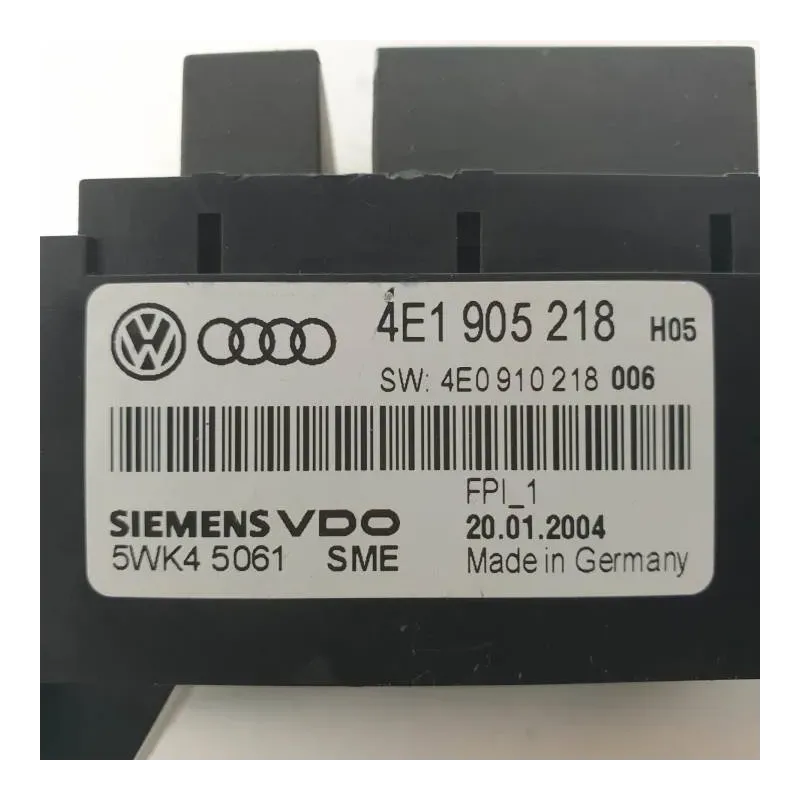 4E1 905 218 H05
SW: 4E0 910 218 006
FPI_1
SIEMENS VDO 20.01.2004
5WK4 5061 SME Made in Germany